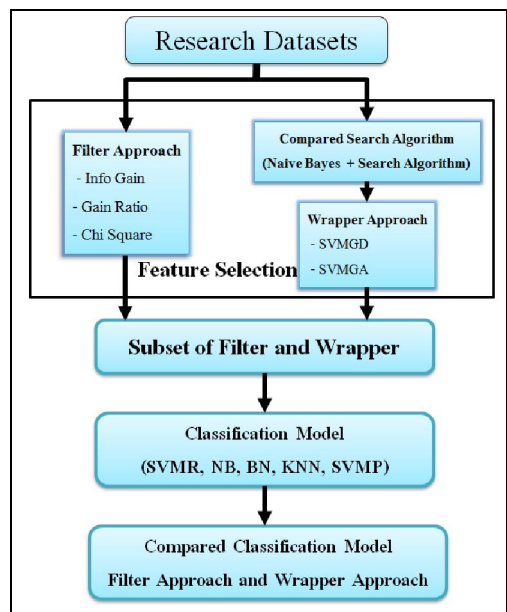 Research Datasets
Filter Approach
- Info Gain
- Gain Ratio
- Chi Square
Compared Search Algorithm
(Naive Bayes + Search Algorithm)
Wrapper Approach
- SVMGD
- SVMGA
Feature Selection
Subset of Filter and Wrapper
Classification Model
(SVMR, NB, BN, KNN, SVMP)
Compared Classification Model
Filter Approach and Wrapper Approach